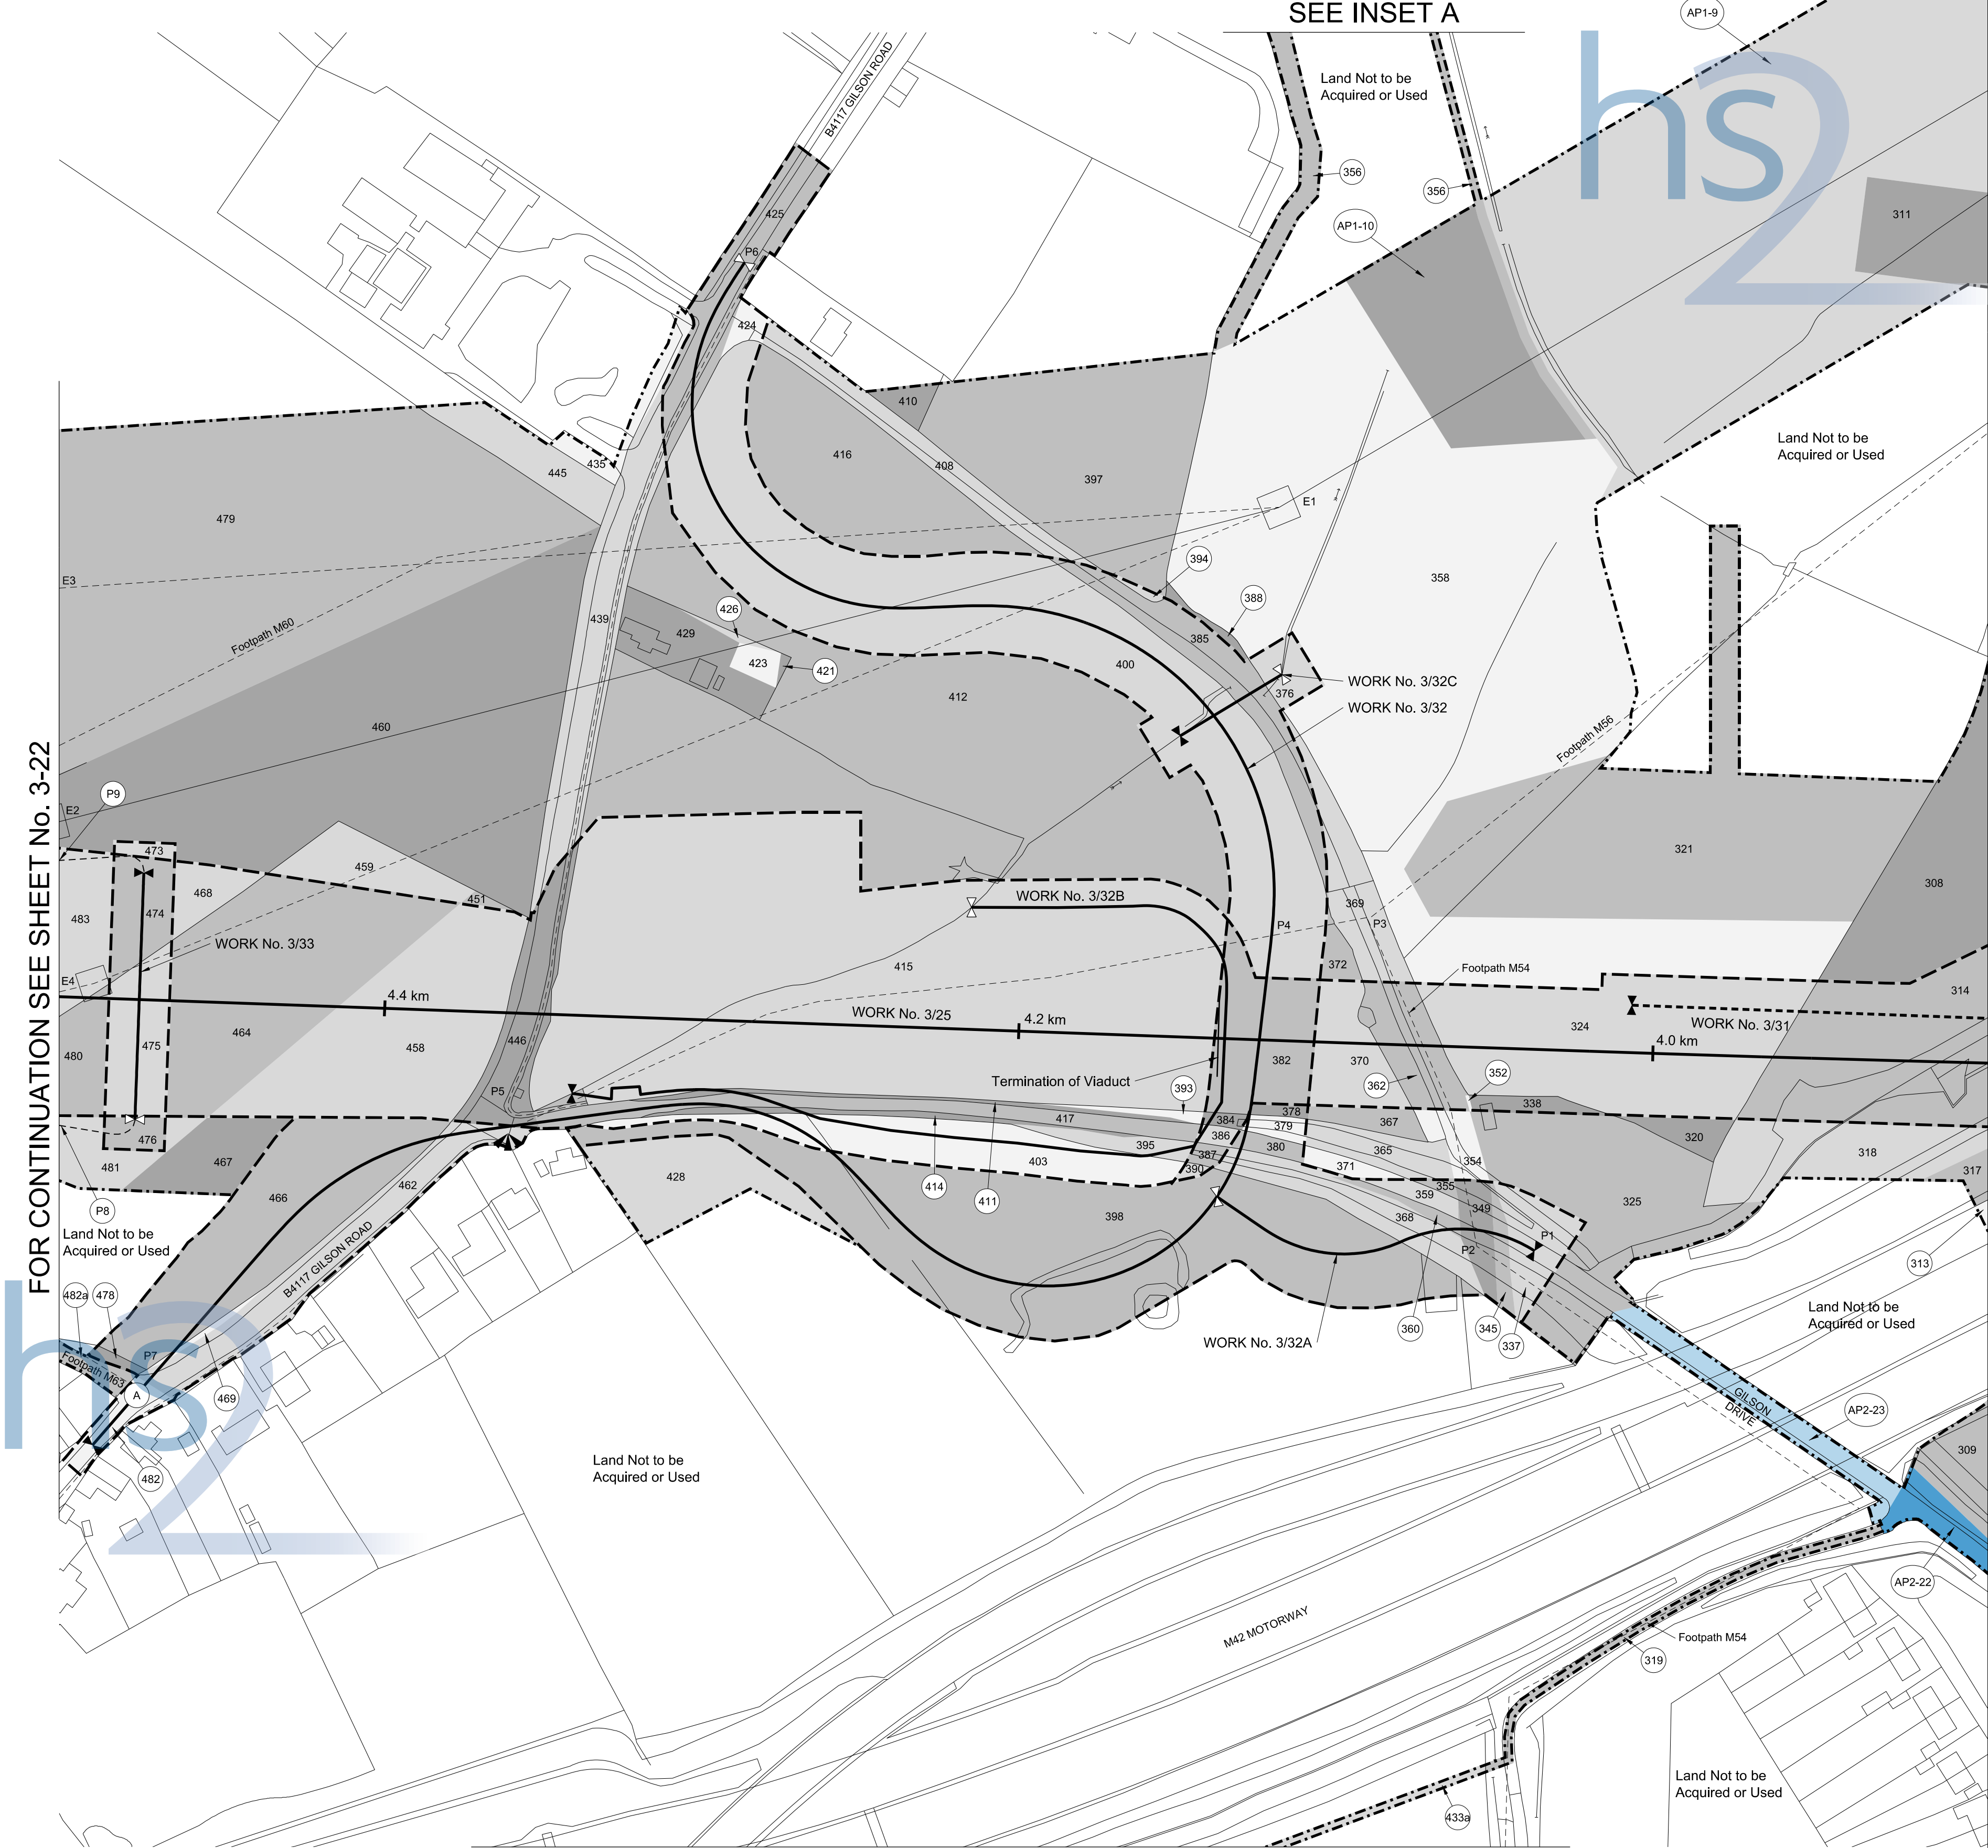 SEE INSET A
AP1-9
hs2
Land Not to be
Acquired or Used
B4117 GILSON ROAD
356
356
425
311
AP1-10
P6
424
410
Land Not to be
Acquired or Used
416
408
397
445
435
479
E1
E3
394
358
388
426
439
429
385
Footpath M60
423
421
400
WORK No. 3/32C
376
412
WORK No. 3/32
460
Footpath M56
P9
E2
321
473
459
468
308
WORK No. 3/32B
451
369
483
474
P4
P3
WORK No. 3/33
415
372
Footpath M54
E4
314
4.4 km
WORK No. 3/25
4.2 km
324
WORK No. 3/31
464
446
4.0 km
458
480
475
382
370
Termination of Viaduct
362
352
393
P5
338
378
417
384
379
367
476
386
320
395
380
365
481
467
403
387
371
354
318
390
317
428
414
411
355
359
462
466
349
325
398
368
P8
Land Not to be
Acquired or Used
P1
P2
313
B4117 GILSON ROAD
482a
478
Land Not to be
Acquired or Used
360
345
337
WORK No. 3/32A
P7
Footpath M63
A
469
hs2
GILSON
DRIVE
AP2-23
309
Land Not to be
Acquired or Used
482
AP2-22
M42 MOTORWAY
Footpath M54
319
Land Not to be
Acquired or Used
433a
FOR CONTINUATION SEE SHEET No. 3-22